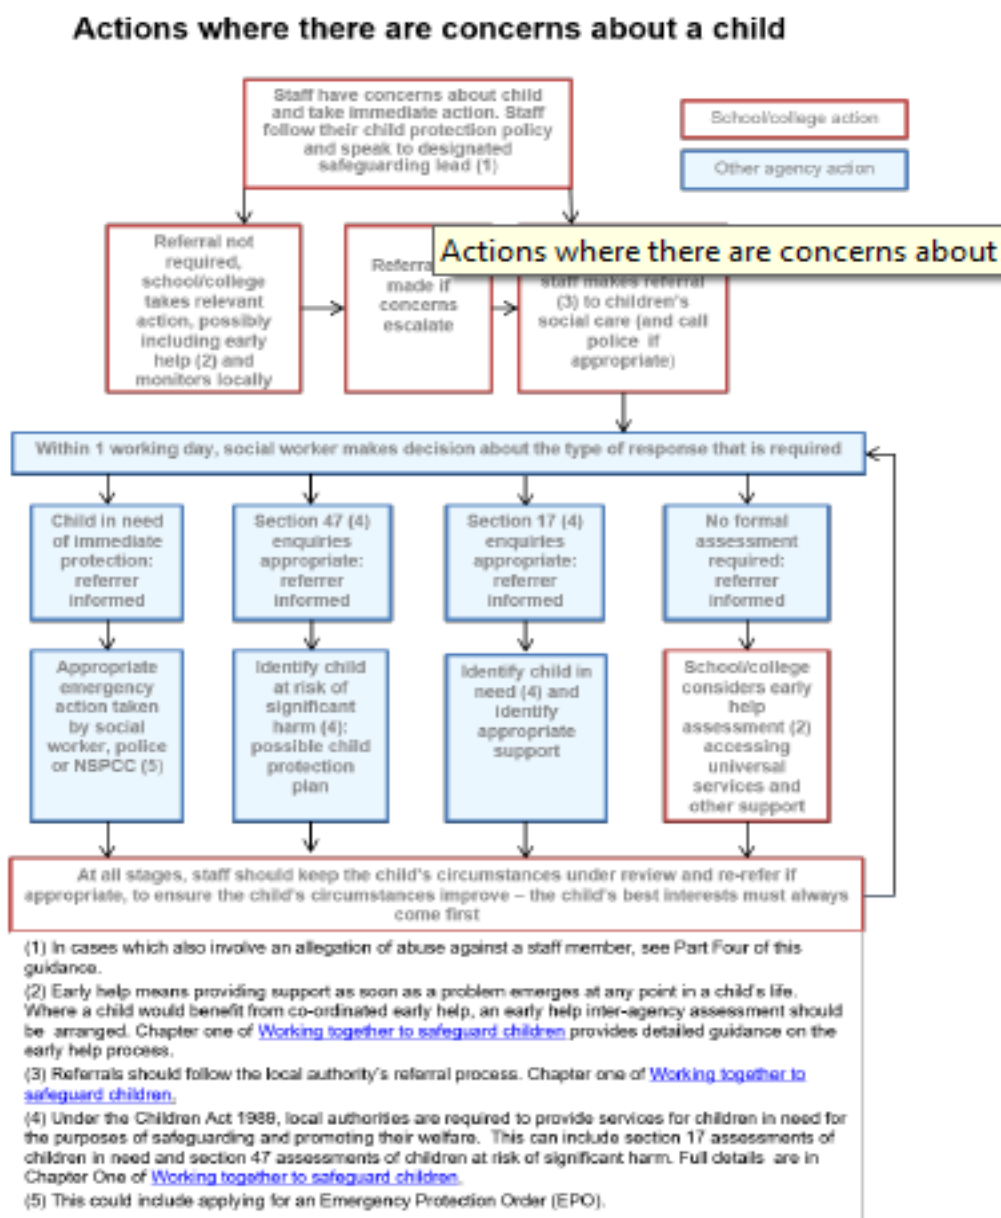 Actions where there are concerns about a child
Staff have concerns about child
and take immediate action. Staff
follow their child protection policy
and speak to designated
safeguarding lead (1)
School/college action
Other agency action
Referral not
required,
school/college
takes relevant
action, possibly
including early
help (2) and
monitors locally
made if
concerns
escalate
Actions where there are concerns about
staff makes referral
(3) to children's
social care (and call
police if
appropriate)
Within 1 working day, social worker makes decision about the type of response that is required
Child in need
of immediate
protection:
referrer
informed
Section 47 (4)
enquiries
appropriate:
referrer
informed
Section 17 (4)
enquiries
appropriate:
referrer
informed
No formal
assessment
required:
referrer
informed
Appropriate
emergency
action taken
by social
worker, police
or NSPCC (5)
Identify child
at risk of
significant
harm (4):
possible child
protection
plan
Identify child in
need (4) and
identify
appropriate
support
School/college
considers early
help
assessment (2)
accessing
universal
services and
other support
At all stages, staff should keep the child's circumstances under review and re-refer if
appropriate, to ensure the child's circumstances improve – the child's best interests must always
come first
(1) In cases which also involve an allegation of abuse against a staff member, see Part Four of this
guidance.
(2) Early help means providing support as soon as a problem emerges at any point in a child's life.
Where a child would benefit from co-ordinated early help, an early help inter-agency assessment should
be arranged. Chapter one of Working together to safeguard children provides detailed guidance on the
early help process.
(3) Referrals should follow the local authority's referral process. Chapter one of Working together to
safeguard children.
(4) Under the Children Act 1989, local authorities are required to provide services for children in need for
the purposes of safeguarding and promoting their welfare. This can include section 17 assessments of
children in need and section 47 assessments of children at risk of significant harm. Full details are in
Chapter One of Working together to safeguard children.
(5) This could include applying for an Emergency Protection Order (EPO).